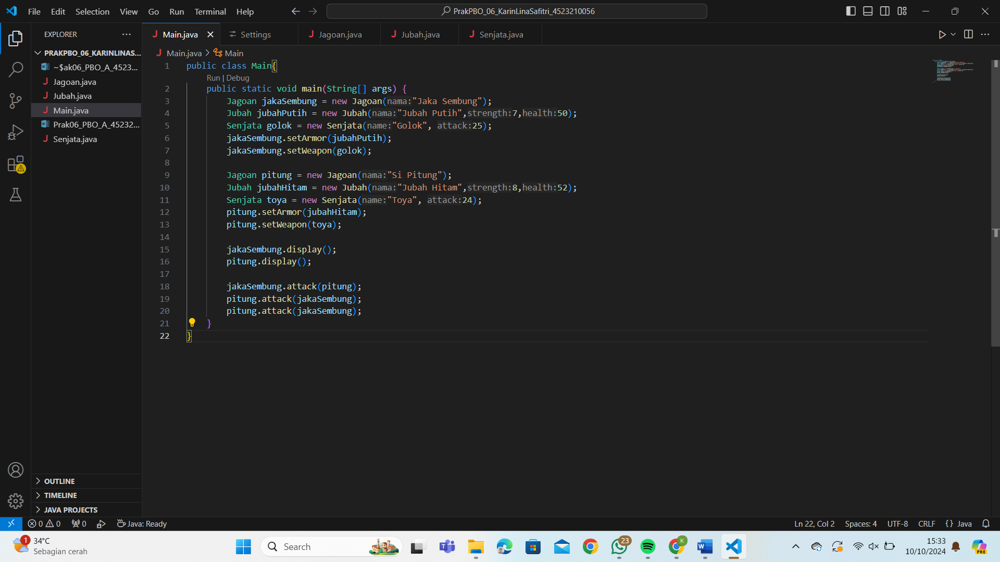 File Edit Selection View Go Run Terminal Help
PrakPBO_06_KarinLinaSafitri_4523210056
EXPLORER
PRAKPBO_06_KARINLINAS...
~$ak06_PBO_A_4523...
Jagoan.java
Jubah.java
Main.java
Prak06_PBO_A_45232...
Senjata.java
OUTLINE
TIMELINE
JAVA PROJECTS
Main.java Settings Jagoan.java Jubah.java Senjata.java
Main.java > Main
1 public class Main{
Run | Debug
2 public static void main(String[] args) {
3 Jagoan jakaSembung = new Jagoan(nama:"Jaka Sembung");
4 Jubah jubahPutih = new Jubah(nama:"Jubah Putih",strength:7,health:50);
5 Senjata golok = new Senjata(name:"Golok", attack:25);
6 jakaSembung.setArmor(jubahPutih);
7 jakaSembung.setWeapon(golok);
8
9 Jagoan pitung = new Jagoan(nama:"Si Pitung");
10 Jubah jubahHitam = new Jubah(nama:"Jubah Hitam",strength:8,health:52);
11 Senjata toya = new Senjata(name:"Toya", attack:24);
12 pitung.setArmor(jubahHitam);
13 pitung.setWeapon(toya);
14
15 jakaSembung.display();
16 pitung.display();
17
18 jakaSembung.attack(pitung);
19 pitung.attack(jakaSembung);
20 pitung.attack(jakaSembung);
21 }
22 }
0 0 0 Java: Ready
Ln 22, Col 2 Spaces: 4 UTF-8 CRLF {} Java
1
34°C
Sebagian cerah
Search
23
K
15:33
10/10/2024
PRE